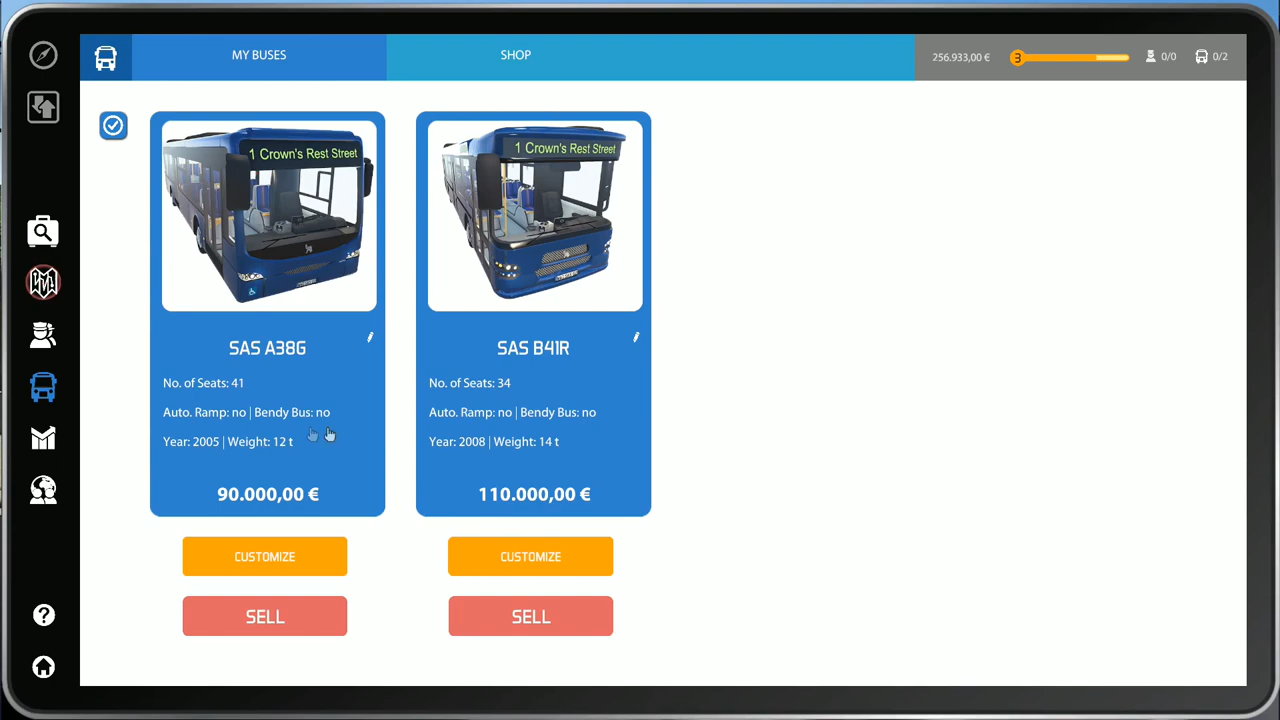 MY BUSES
SHOP
256.933,00 €
3
0/0
0/2
1 Crown's Rest Street
SAS A38G
No. of Seats: 41
Auto. Ramp: no | Bendy Bus: no
Year: 2005 | Weight: 12 t
90.000,00 €
CUSTOMIZE
SELL
1 Crown's Rest Street
SAS B41R
No. of Seats: 34
Auto. Ramp: no | Bendy Bus: no
Year: 2008 | Weight: 14 t
110.000,00 €
CUSTOMIZE
SELL
?